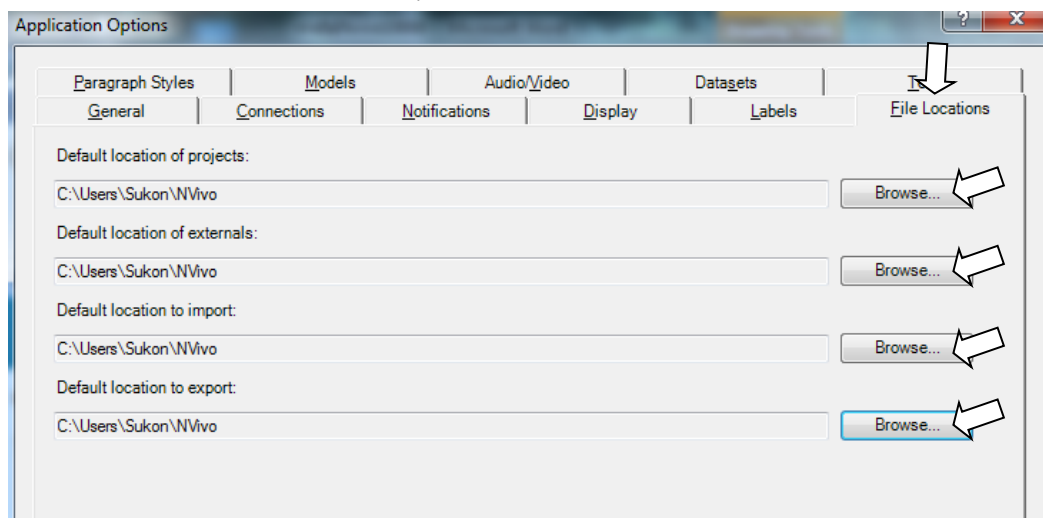 Application Options
Paragraph Styles Models Audio/Video Datasets
General Connections Notifications Display Labels File Locations
Default location of projects:
C:\Users\Sukon\NVivo Browse...
Default location of externals:
C:\Users\Sukon\NVivo Browse...
Default location to import:
C:\Users\Sukon\NVivo Browse...
Default location to export:
C:\Users\Sukon\NVivo Browse...